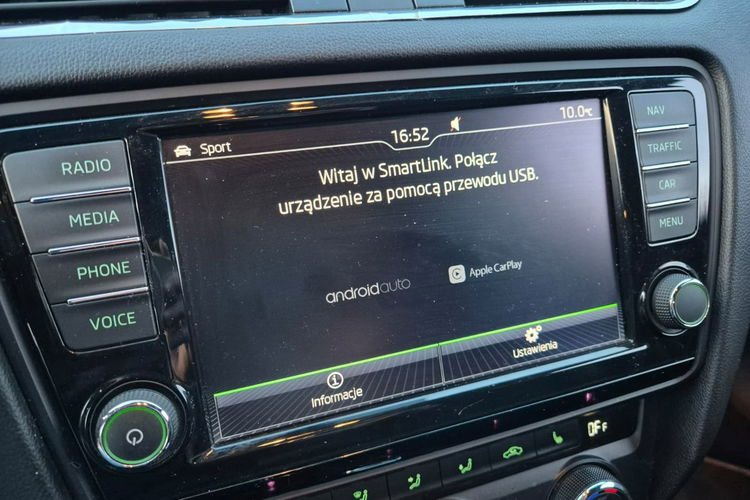 RADIO
MEDIA
PHONE
VOICE
Sport
16:52
10.0°C
Witaj w SmartLink. Połącz
urządzenie za pomocą przewodu USB.
androidauto
Apple CarPlay
Informacje
Ustawienia
NAV
TRAFFIC
CAR
MENU
OFF